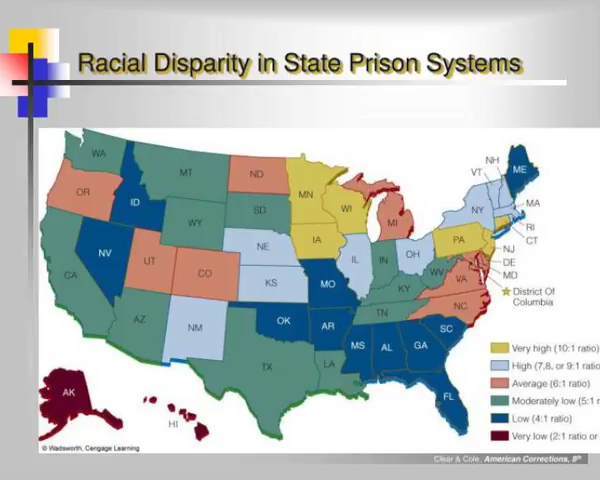 Racial Disparity in State Prison Systems
WA
MT
ND
MN
OR
ID
SD
WI
MI
WY
NE
IA
NV
UT
CO
KS
IL
IN
OH
PA
NY
VT
NH
ME
MA
RI
CT
NJ
DE
MD
District Of
Columbia
WV
VA
KY
NC
CA
MO
TN
AZ
NM
OK
AR
SC
MS
AL
GA
TX
LA
FL
AK
HI
Very high (10:1 ratio)
High (7,8, or 9:1 ratio
Average (6:1 ratio)
Moderately low (5:1 r
Low (4:1 ratio)
Very low (2:1 ratio or
© Wadsworth, Cengage Learning
Clear & Cole, American Corrections, 8th